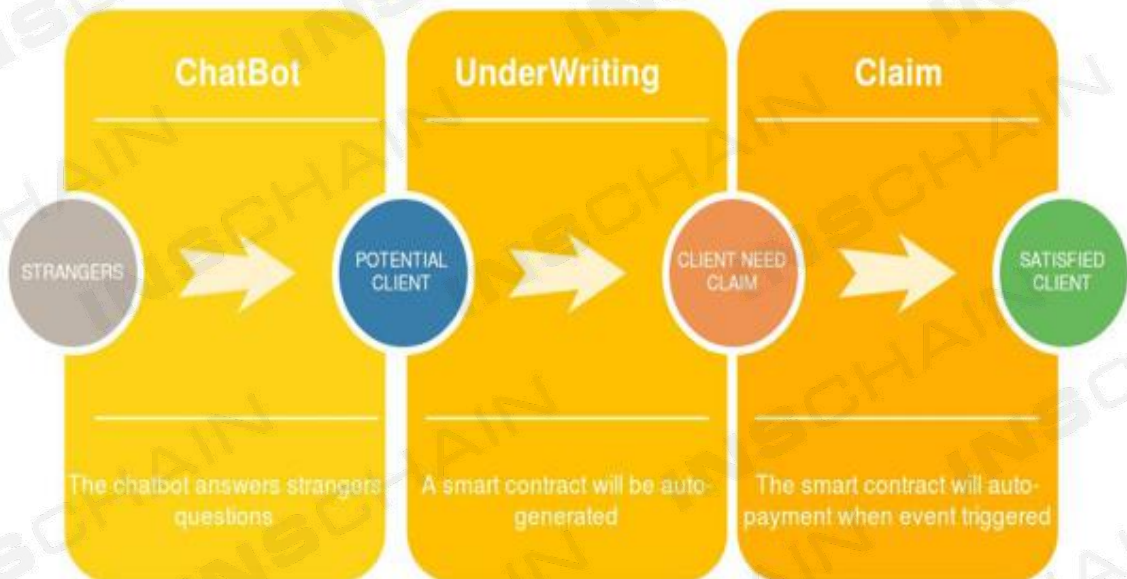 ChatBot
UnderWriting
Claim
STRANGERS
POTENTIAL
CLIENT
CLIENT NEED
CLAIM
SATISFIED
CLIENT
The chatbot answers strangers
questions
A smart contract will be auto-
generated
The smart contract will auto-
payment when event triggered
INSCHAIN